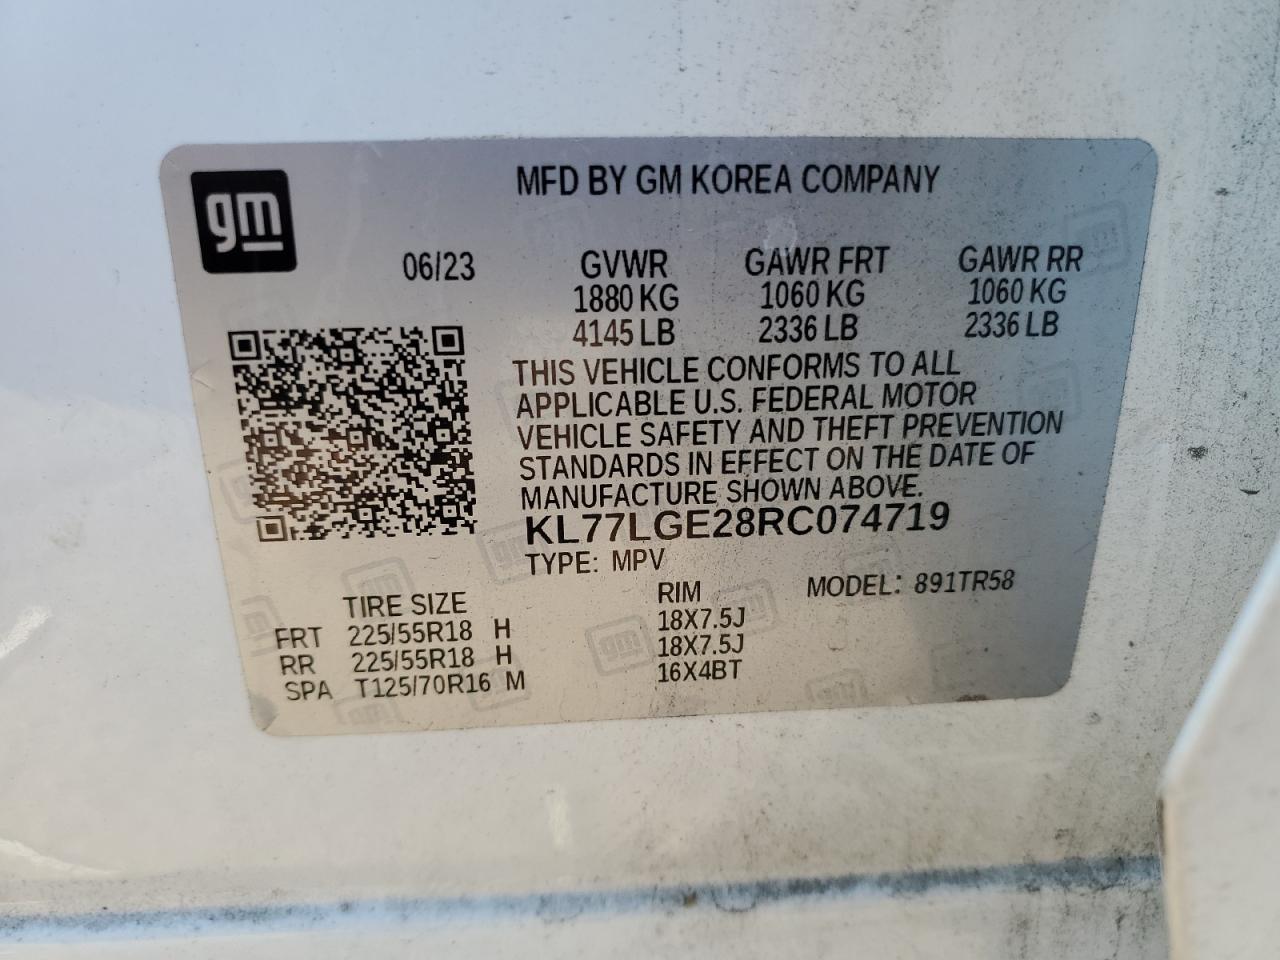 gm
MFD BY GM KOREA COMPANY
06/23
GVWR GAWR FRT GAWR RR
1880 KG 1060 KG 1060 KG
4145 LB 2336 LB 2336 LB
THIS VEHICLE CONFORMS TO ALL
APPLICABLE U.S. FEDERAL MOTOR
VEHICLE SAFETY AND THEFT PREVENTION
STANDARDS IN EFFECT ON THE DATE OF
MANUFACTURE SHOWN ABOVE.
KL77LGE28RC074719
TYPE: MPV
MODEL: 891TR58
TIRE SIZE RIM
FRT 225/55R18 H 18X7.5J
RR 225/55R18 H 18X7.5J
SPA T125/70R16 M 16X4BT